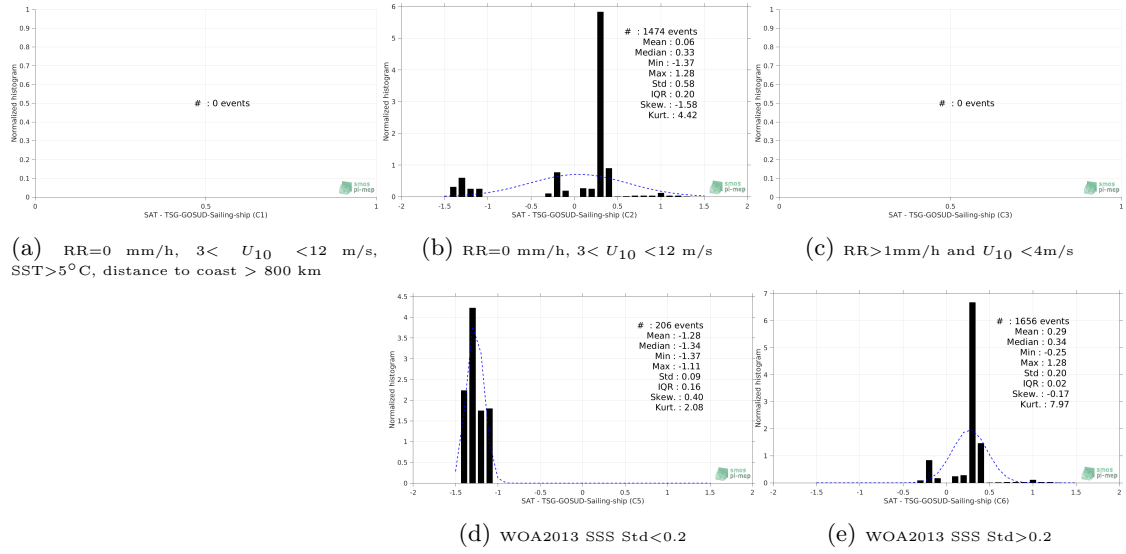 1
0.9
0.8
0.7
0.6
0.5
0.4
0.3
0.2
0.1
0
Normalized histogram
# : 0 events
smos
pi-mep
0 0.5 1
SAT - TSG-GOSUD-Sailing-ship (C1)
(a) RR=0 mm/h, 3< U10 <12 m/s,
SST>5°C, distance to coast > 800 km
6
5
4
3
2
1
0
Normalized histogram
# : 1474 events
Mean : 0.06
Median : 0.33
Min : -1.37
Max : 1.28
Std : 0.58
IQR : 0.20
Skew. : -1.58
Kurt. : 4.42
smos
pi-mep
-2 -1.5 -1 -0.5 0 0.5 1 1.5 2
SAT - TSG-GOSUD-Sailing-ship (C2)
(b) RR=0 mm/h, 3< U10 <12 m/s
1
0.9
0.8
0.7
0.6
0.5
0.4
0.3
0.2
0.1
0
Normalized histogram
# : 0 events
smos
pi-mep
0 0.5 1
SAT - TSG-GOSUD-Sailing-ship (C3)
(c) RR>1mm/h and U10 <4m/s
4.5
4
3.5
3
2.5
2
1.5
1
0.5
0
Normalized histogram
# : 206 events
Mean : -1.28
Median : -1.34
Min : -1.37
Max : -1.11
Std : 0.09
IQR : 0.16
Skew. : 0.40
Kurt. : 2.08
smos
pi-mep
-2 -1.5 -1 -0.5 0 0.5 1 1.5 2
SAT - TSG-GOSUD-Sailing-ship (C5)
(d) WOA2013 SSS Std<0.2
7
6
5
4
3
2
1
0
Normalized histogram
# : 1656 events
Mean : 0.29
Median : 0.34
Min : -0.25
Max : 1.28
Std : 0.20
IQR : 0.02
Skew. : -0.17
Kurt. : 7.97
smos
pi-mep
-2 -1.5 -1 -0.5 0 0.5 1 1.5 2
SAT - TSG-GOSUD-Sailing-ship (C6)
(e) WOA2013 SSS Std>0.2